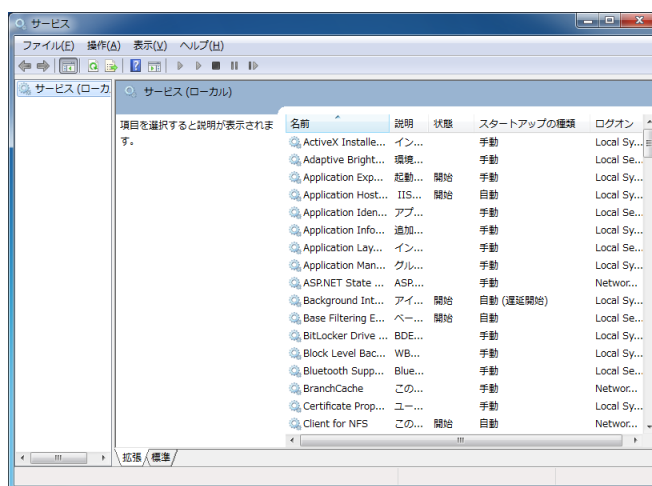 サービス
ファイル(F) 操作(A) 表示(V) ヘルプ(H)
サービス (ローカ
サービス (ローカル)
項目を選択すると説明が表示されま
す。
名前 説明 状態 スタートアップの種類 ログオン
ActiveX Installe... イン... 手動 Local Sy...
Adaptive Bright... 環境... 手動 Local Se...
Application Exp... 起動... 開始 手動 Local Sy...
Application Host... IIS... 開始 自動 Local Sy...
Application Iden... アプ... 手動 Local Se...
Application Info... 追加... 手動 Local Sy...
Application Lay... イン... 手動 Local Se...
Application Man... グル... 手動 Local Sy...
ASP.NET State ... ASP.... 手動 Networ...
Background Int... アイ... 開始 自動 (遅延開始) Local Sy...
Base Filtering E... ベー... 開始 自動 Local Se...
BitLocker Drive ... BDE... 手動 Local Sy...
Block Level Bac... WB... 手動 Local Sy...
Bluetooth Supp... Blue... 手動 Local Se...
BranchCache この... 手動 Networ...
Certificate Prop... ユー... 手動 Local Sy...
Client for NFS この... 開始 自動 Networ...
拡張 標準